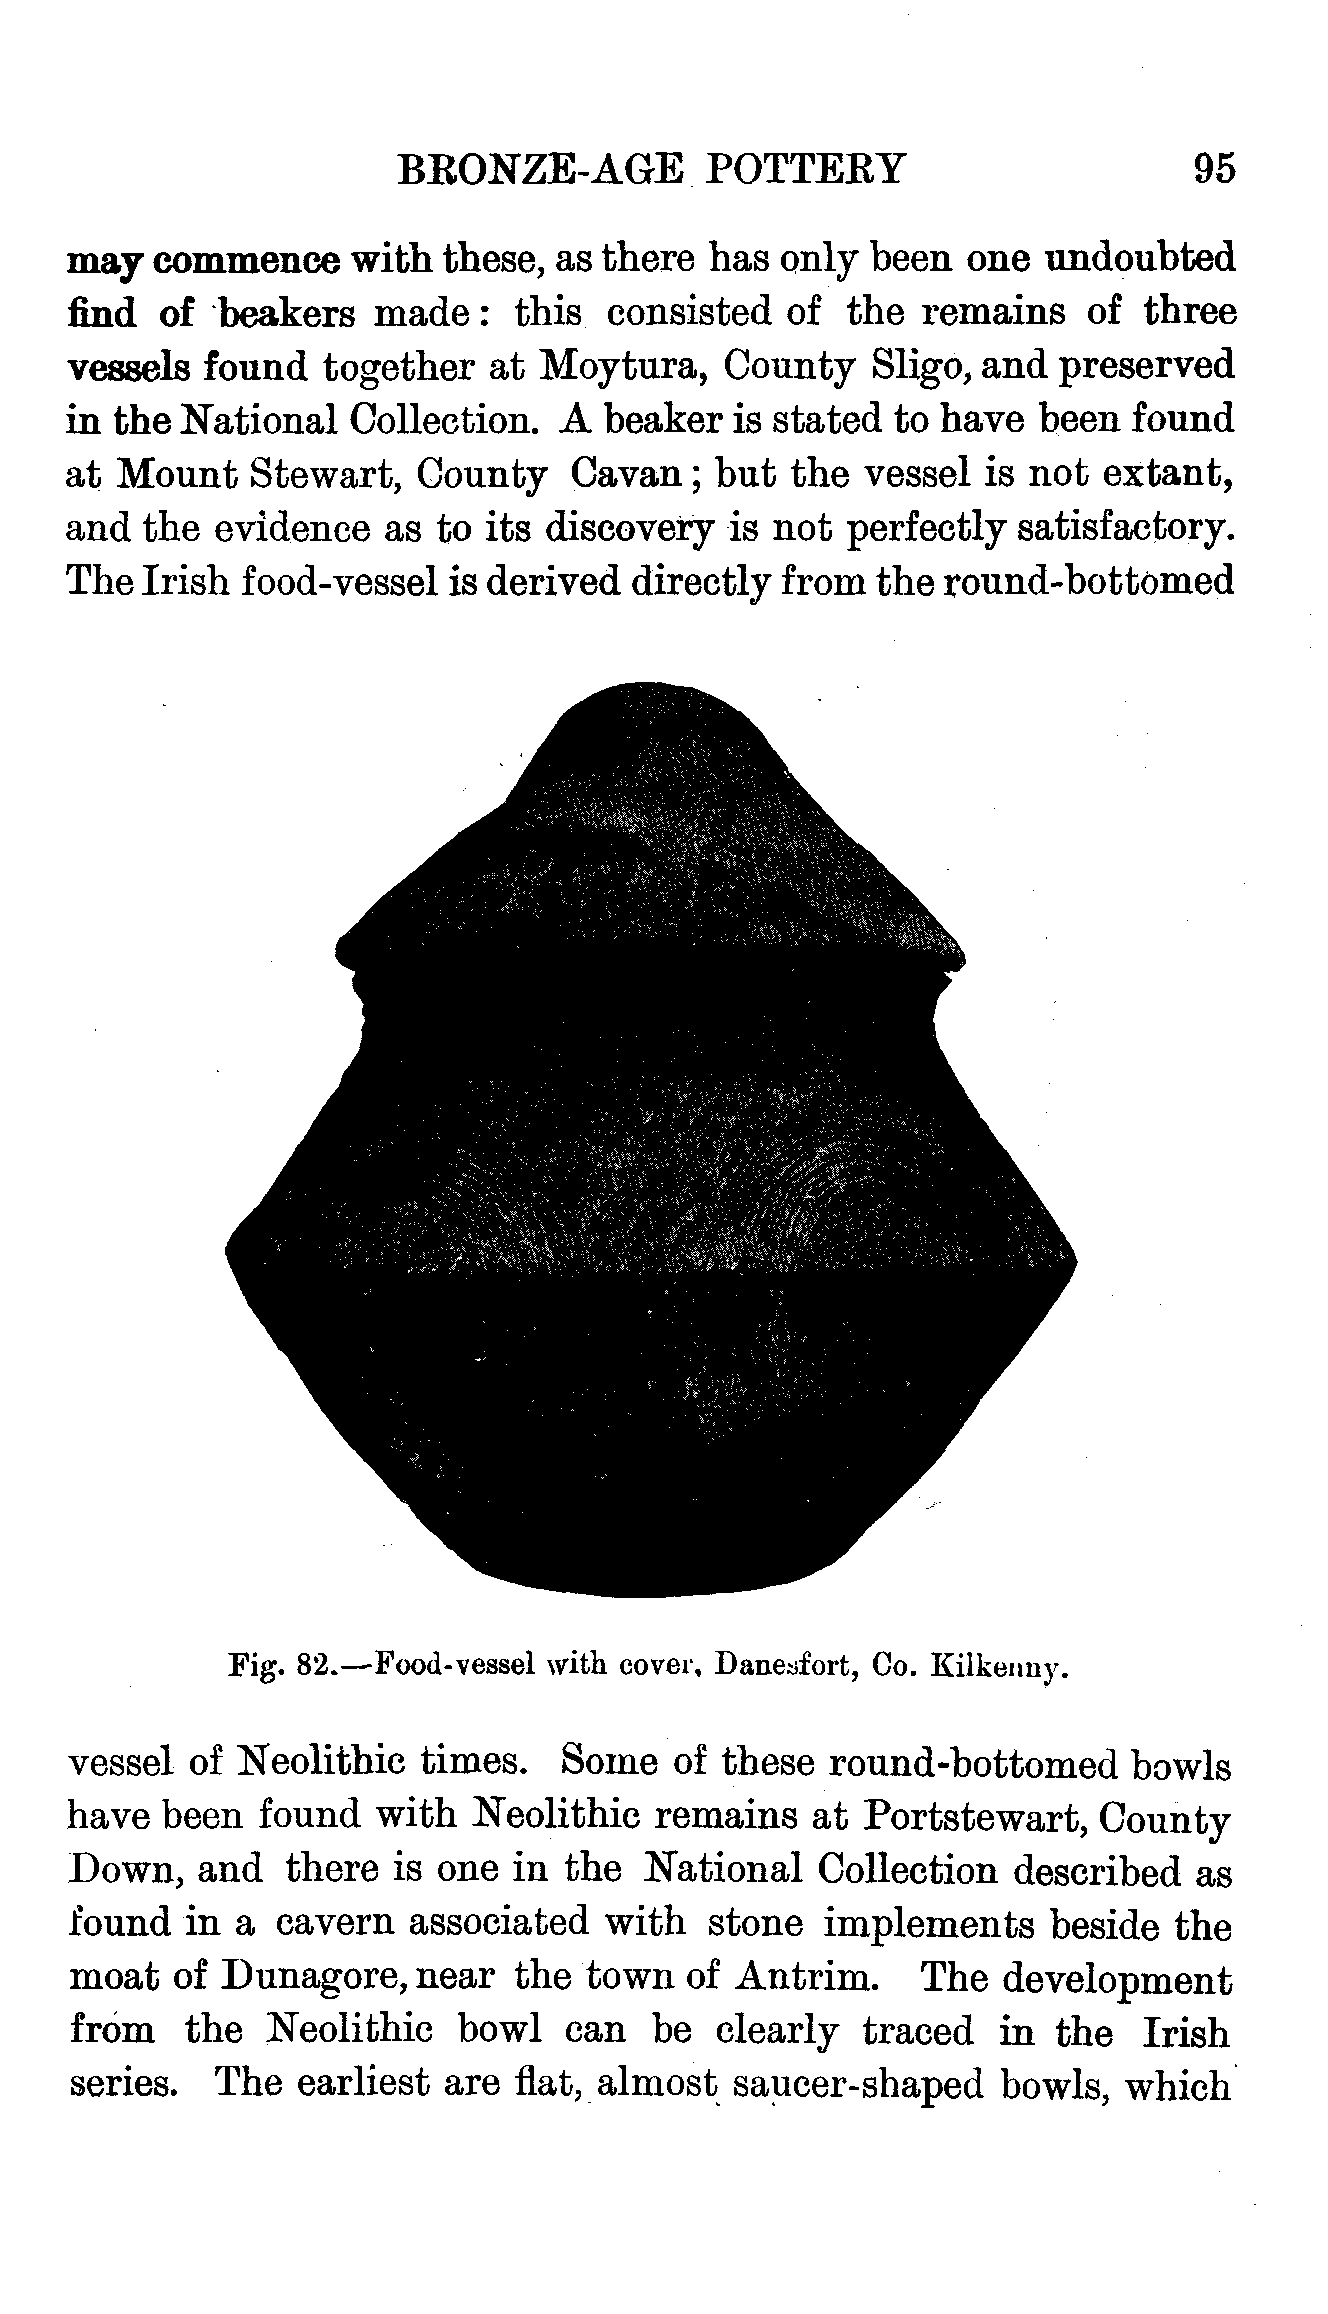 BRONZE-AGE POTTERY 95
may commence with these, as there has only been one undoubted
find of beakers made: this consisted of the remains of three
vessels found together at Moytura, County Sligo, and preserved
in the National Collection. A beaker is stated to have been found
at Mount Stewart, County Cavan; but the vessel is not extant,
and the evidence as to its discovery is not perfectly satisfactory.
The Irish food-vessel is derived directly from the round-bottomed
Fig. 82.—Food-vessel with cover, Danesfort, Co. Kilkenny.
vessel of Neolithic times. Some of these round-bottomed bowls
have been found with Neolithic remains at Portstewart, County
Down, and there is one in the National Collection described as
found in a cavern associated with stone implements beside the
moat of Dunagore, near the town of Antrim. The development
from the Neolithic bowl can be clearly traced in the Irish
series. The earliest are flat, almost saucer-shaped bowls, which